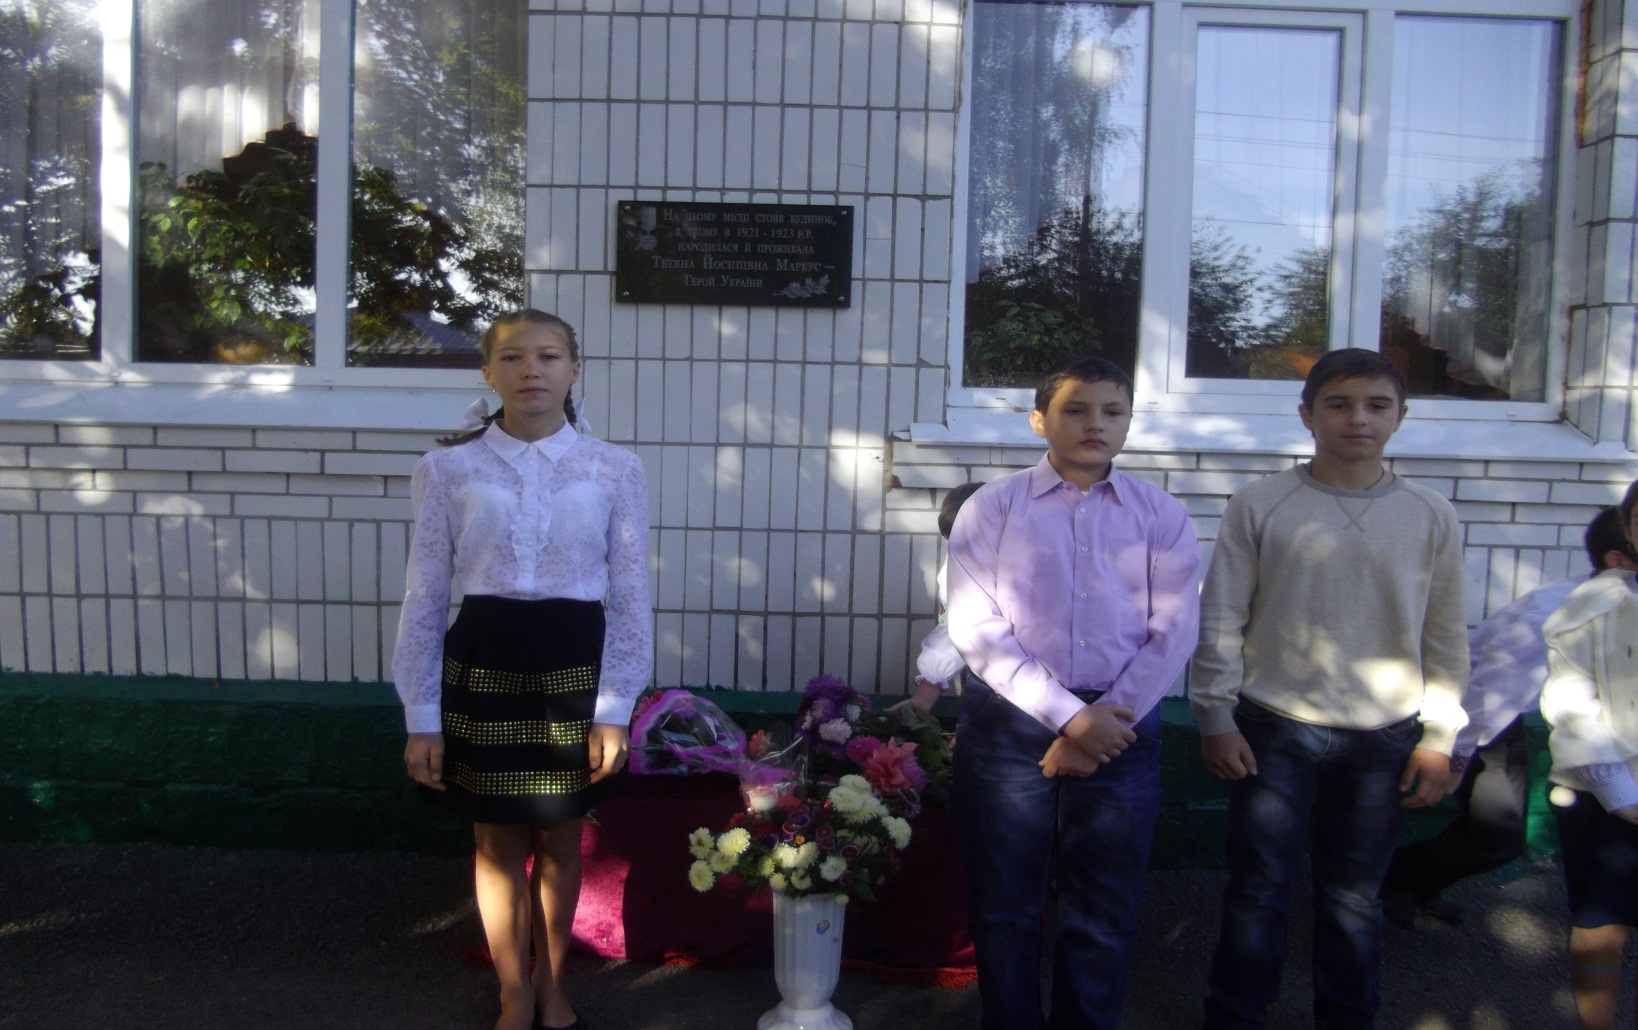 На цьому місці стояв будинок,
в якому в 1921 - 1923 р.р.
народилася й проживала
Тетяна Йосипівна Маркус –
Герой України